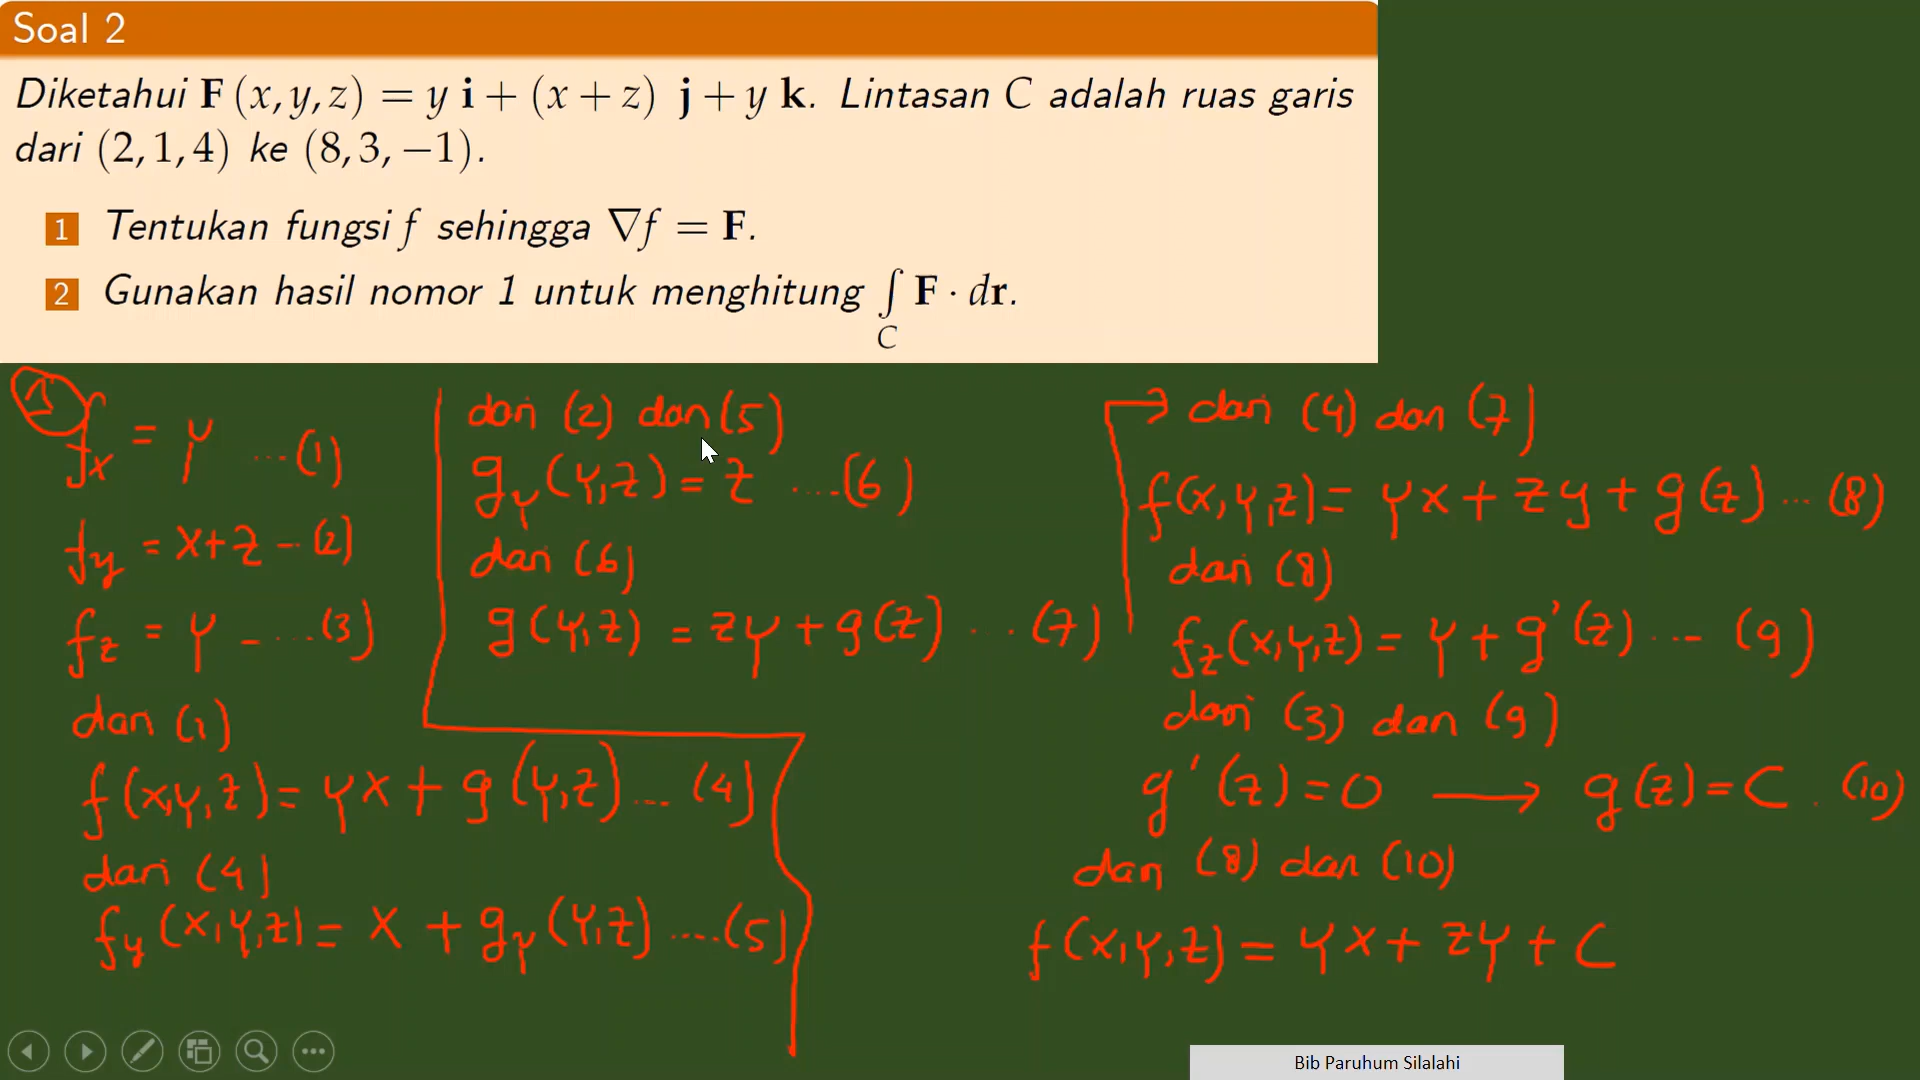 Soal 2
Diketahui F (x, y, z) = y i + (x + z) j + y k. Lintasan C adalah ruas garis
dari (2, 1, 4) ke (8, 3, −1).
1 Tentukan fungsi f sehingga ∇f = F.
2 Gunakan hasil nomor 1 untuk menghitung ∫ F · dr.
C
1
fx = y ...(1)
fy = x+z ...(2)
fz = y ...(3)
dari (1)
f(x,y,z) = yx + g(y,z) ... (4)
dari (4)
fy(x,y,z) = x + gy(y,z) ....(5)
dari (2) dan (5)
gy(y,z) = z ....(6)
dari (6)
g(y,z) = zy + g(z) ... (7)
→ dari (4) dan (7)
f(x,y,z) = yx + zy + g(z) ... (8)
dari (8)
fz(x,y,z) = y + g'(z) ... (9)
dari (3) dan (9)
g'(z) = 0 → g(z) = C . (10)
dari (8) dan (10)
f(x,y,z) = yx + zy + C
Bib Paruhum Silalahi